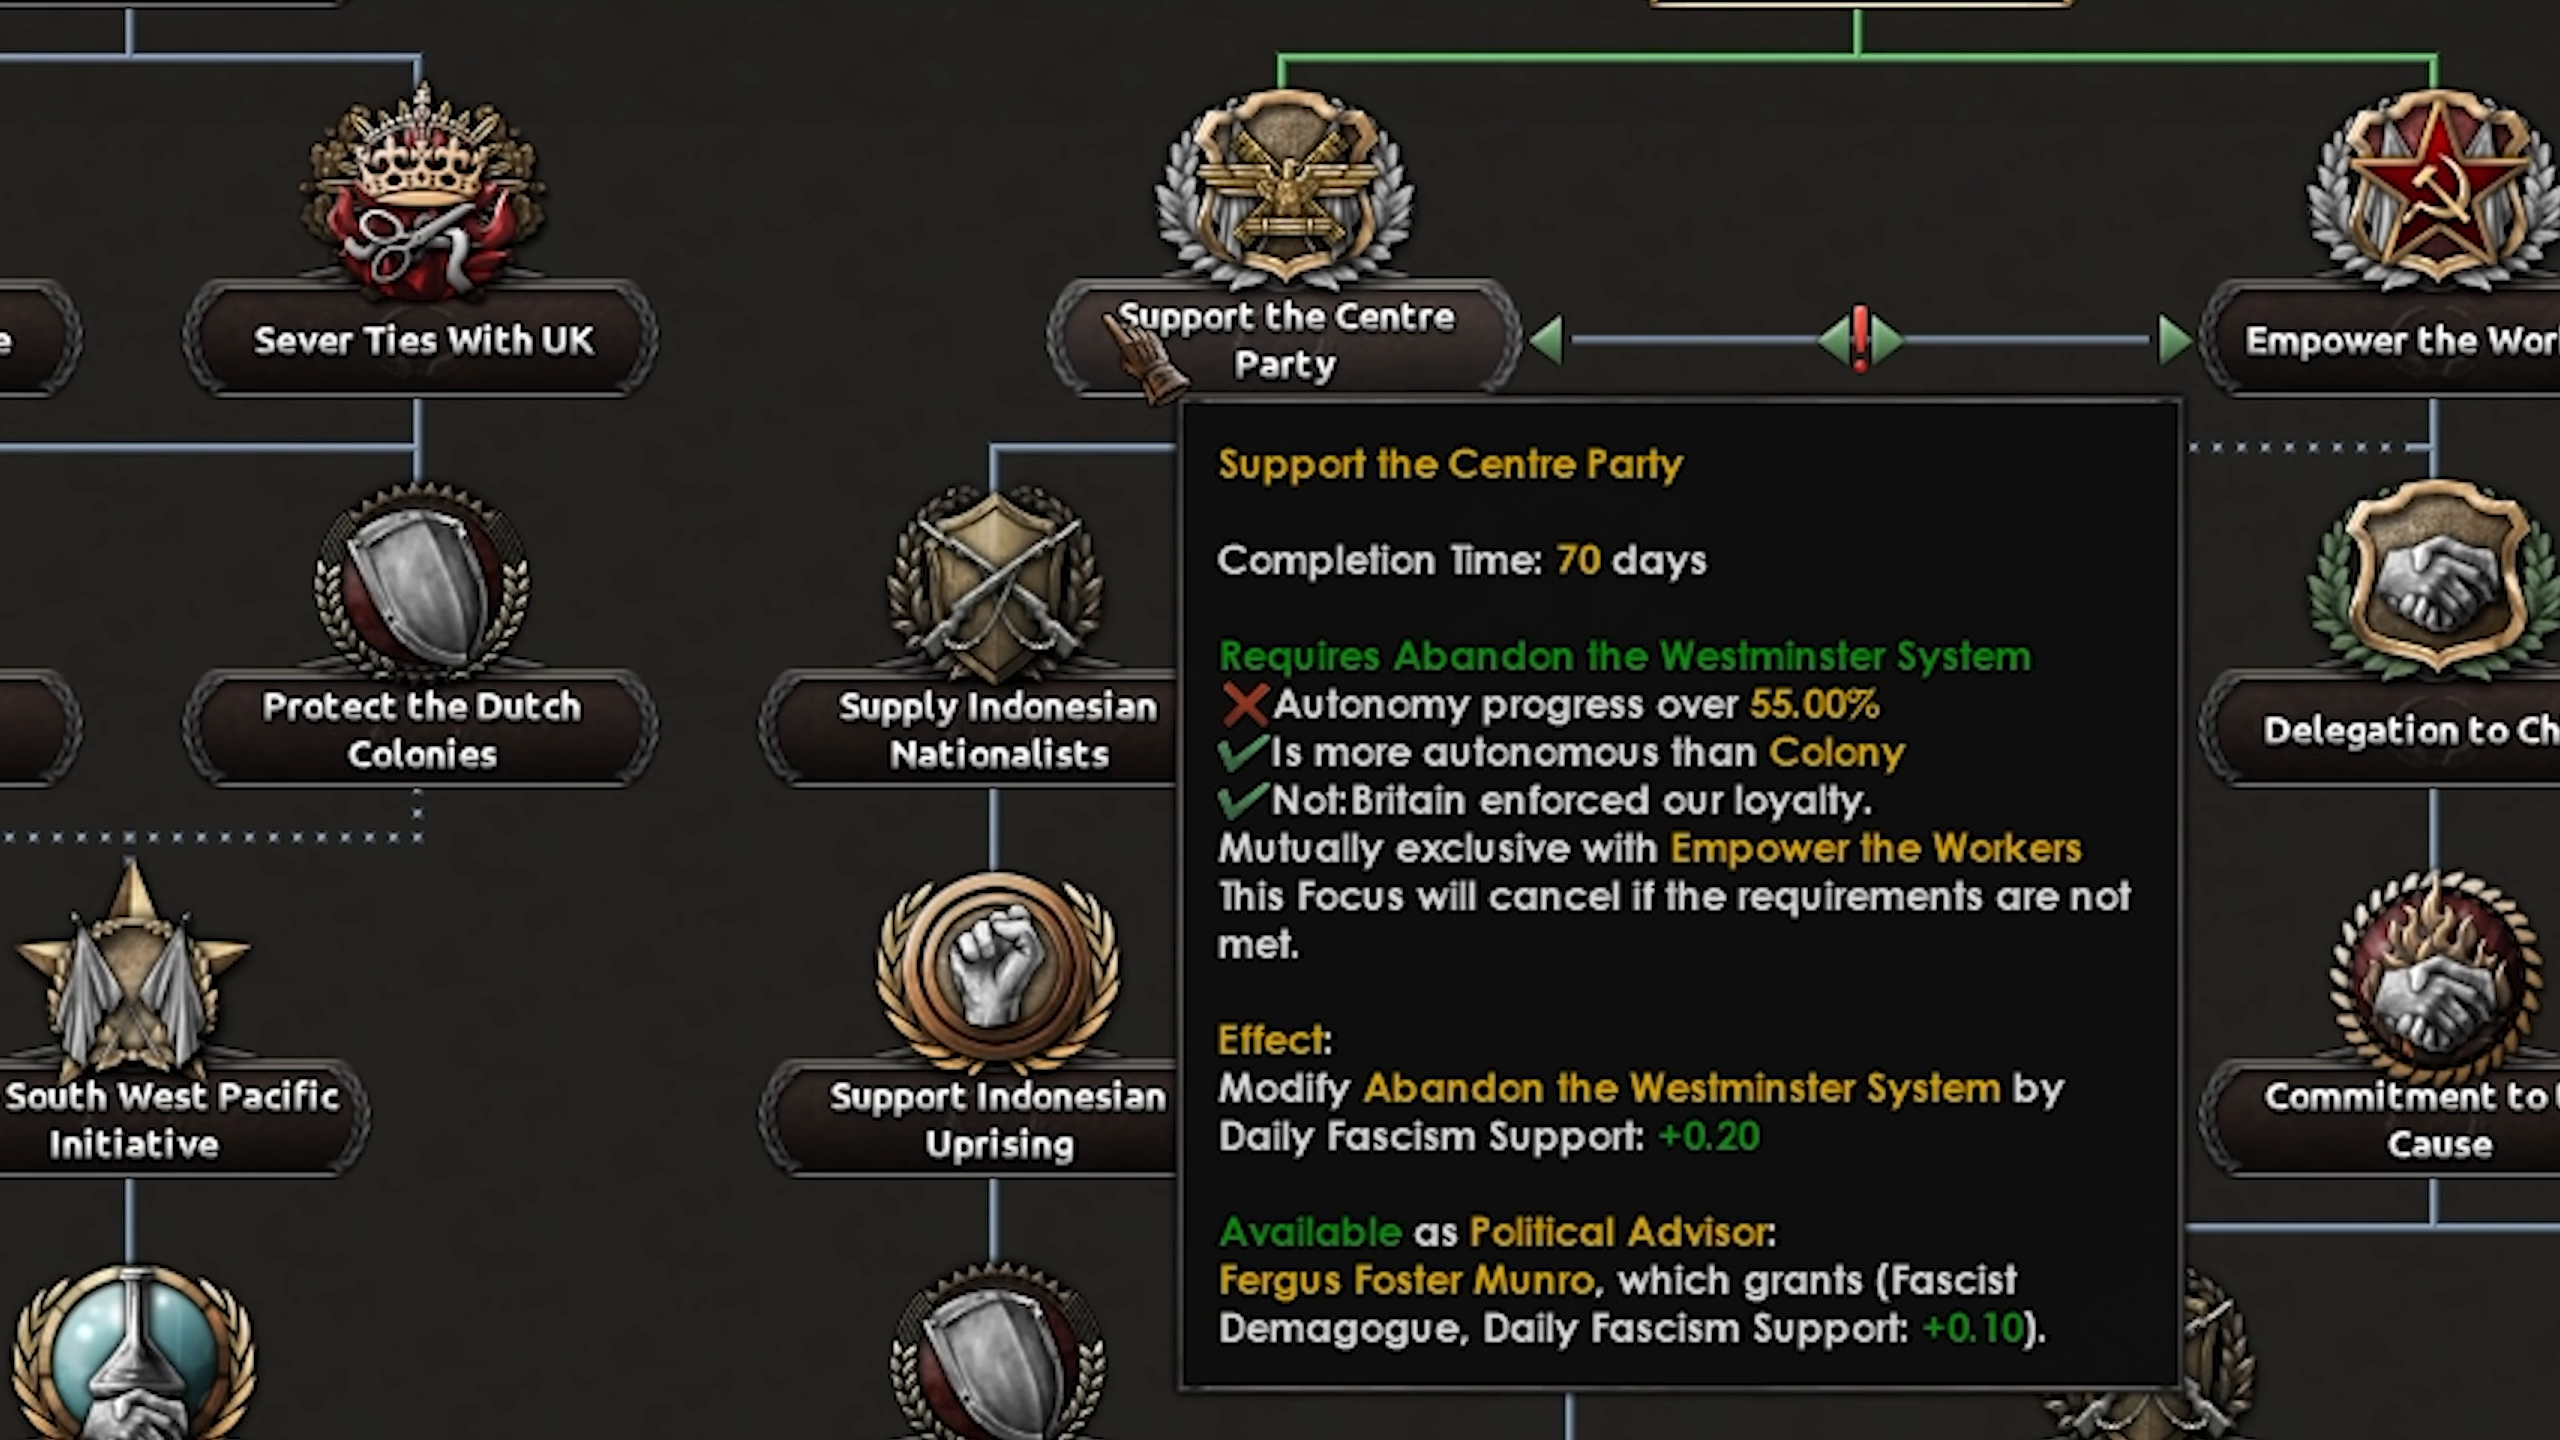 Sever Ties With UK
Support the Centre
Party
Empower the Wor
Support the Centre Party
Completion Time: 70 days
Requires Abandon the Westminster System
Autonomy progress over 55.00%
Is more autonomous than Colony
Not:Britain enforced our loyalty.
Mutually exclusive with Empower the Workers
This Focus will cancel if the requirements are not
met.
Effect:
Modify Abandon the Westminster System by
Daily Fascism Support: +0.20
Available as Political Advisor:
Fergus Foster Munro, which grants (Fascist
Demagogue, Daily Fascism Support: +0.10).
Protect the Dutch
Colonies
Supply Indonesian
Nationalists
Delegation to Ch
South West Pacific
Initiative
Support Indonesian
Uprising
Commitment to
Cause